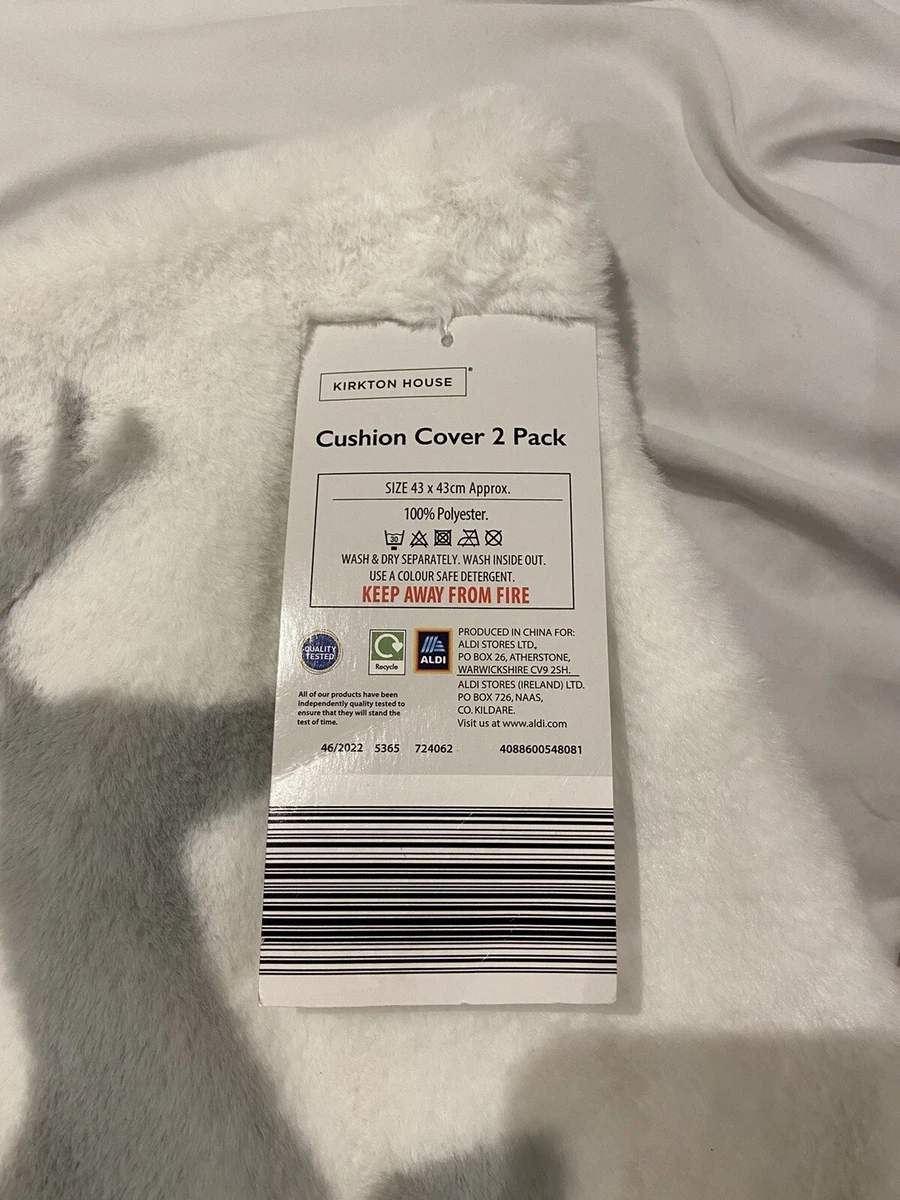 KIRKTON HOUSE®
Cushion Cover 2 Pack
SIZE 43 x 43cm Approx.
100% Polyester.
30
WASH & DRY SEPARATELY. WASH INSIDE OUT.
USE A COLOUR SAFE DETERGENT.
KEEP AWAY FROM FIRE
QUALITY
TESTED
Recycle
ALDI
PRODUCED IN CHINA FOR:
ALDI STORES LTD.,
PO BOX 26, ATHERSTONE,
WARWICKSHIRE CV9 2SH.
ALDI STORES (IRELAND) LTD.
PO BOX 726, NAAS,
CO. KILDARE.
Visit us at www.aldi.com
All of our products have been
independently quality tested to
ensure that they will stand the
test of time.
46/2022 5365 724062 4088600548081